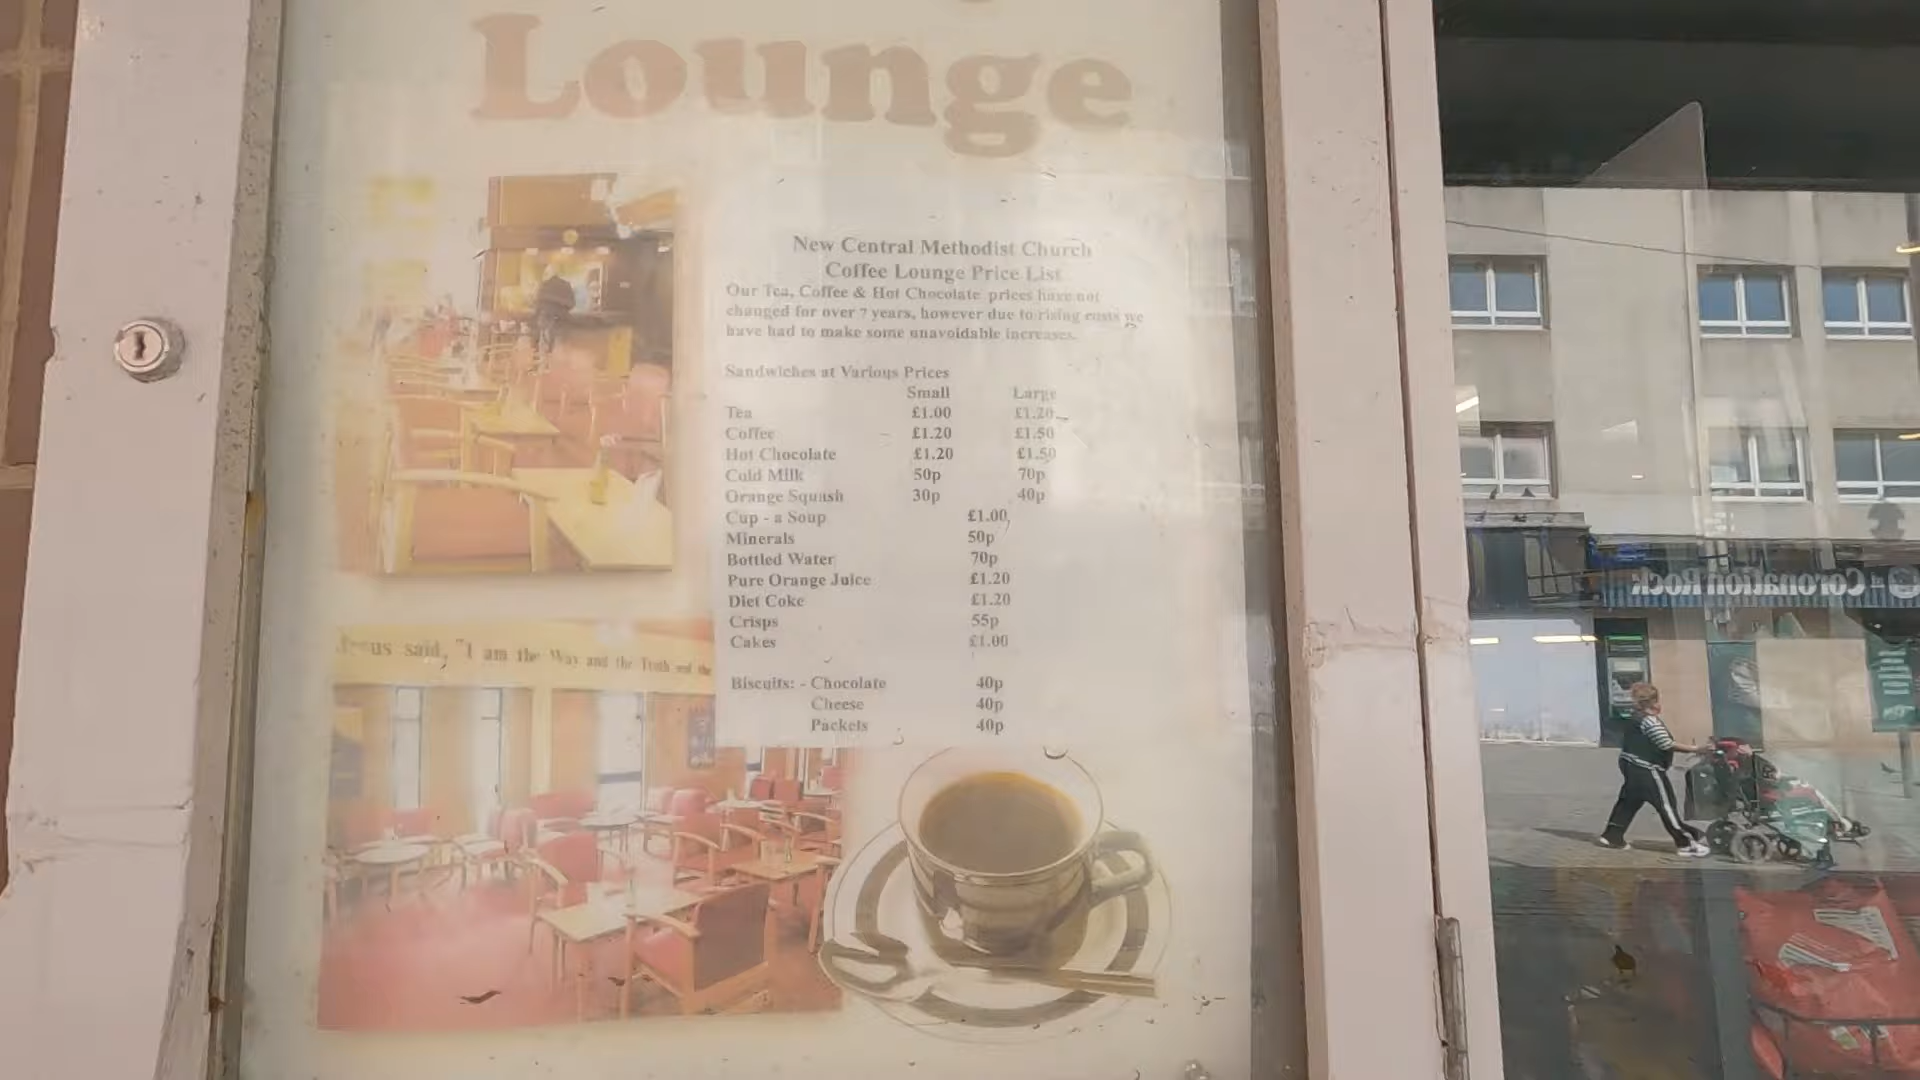 Lounge
New Central Methodist Church
Coffee Lounge Price List
Our Tea, Coffee & Hot Chocolate prices have not
changed for over 7 years, however due to rising costs we
have had to make some unavoidable increases.
Sandwiches at Various Prices
Small Large
Tea £1.00 £1.20
Coffee £1.20 £1.50
Hot Chocolate £1.20 £1.50
Cold Milk 50p 70p
Orange Squash 30p 40p
Cup - a Soup £1.00
Minerals 50p
Bottled Water 70p
Pure Orange Juice £1.20
Diet Coke £1.20
Crisps 55p
Cakes £1.00
Biscuits: - Chocolate 40p
Cheese 40p
Packets 40p
Jesus said, "I am the Way and the Truth and the
Coronation Rock